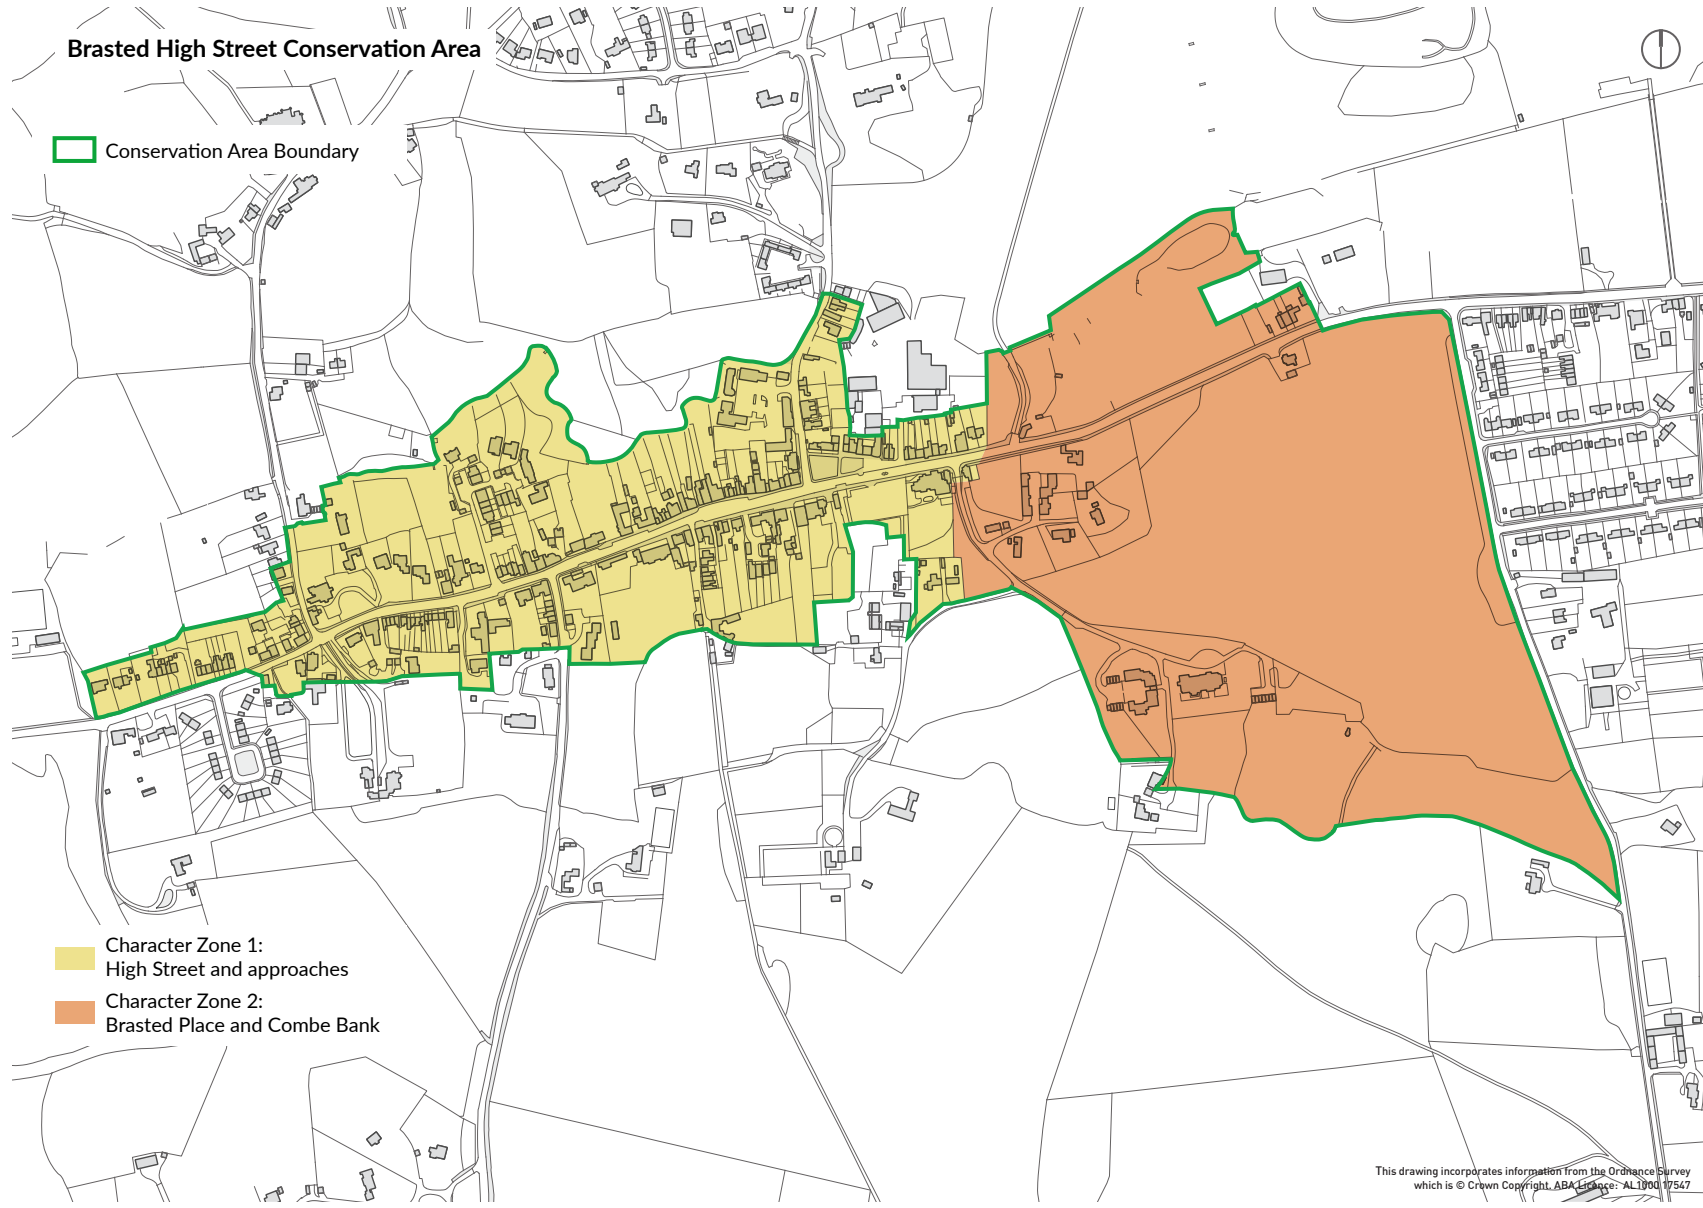 Brasted High Street Conservation Area
Conservation Area Boundary
Character Zone 1:
High Street and approaches
Character Zone 2:
Brasted Place and Combe Bank
This drawing incorporates information from the Ordnance Survey
which is © Crown Copyright. ABA Licence: AL1000 17547